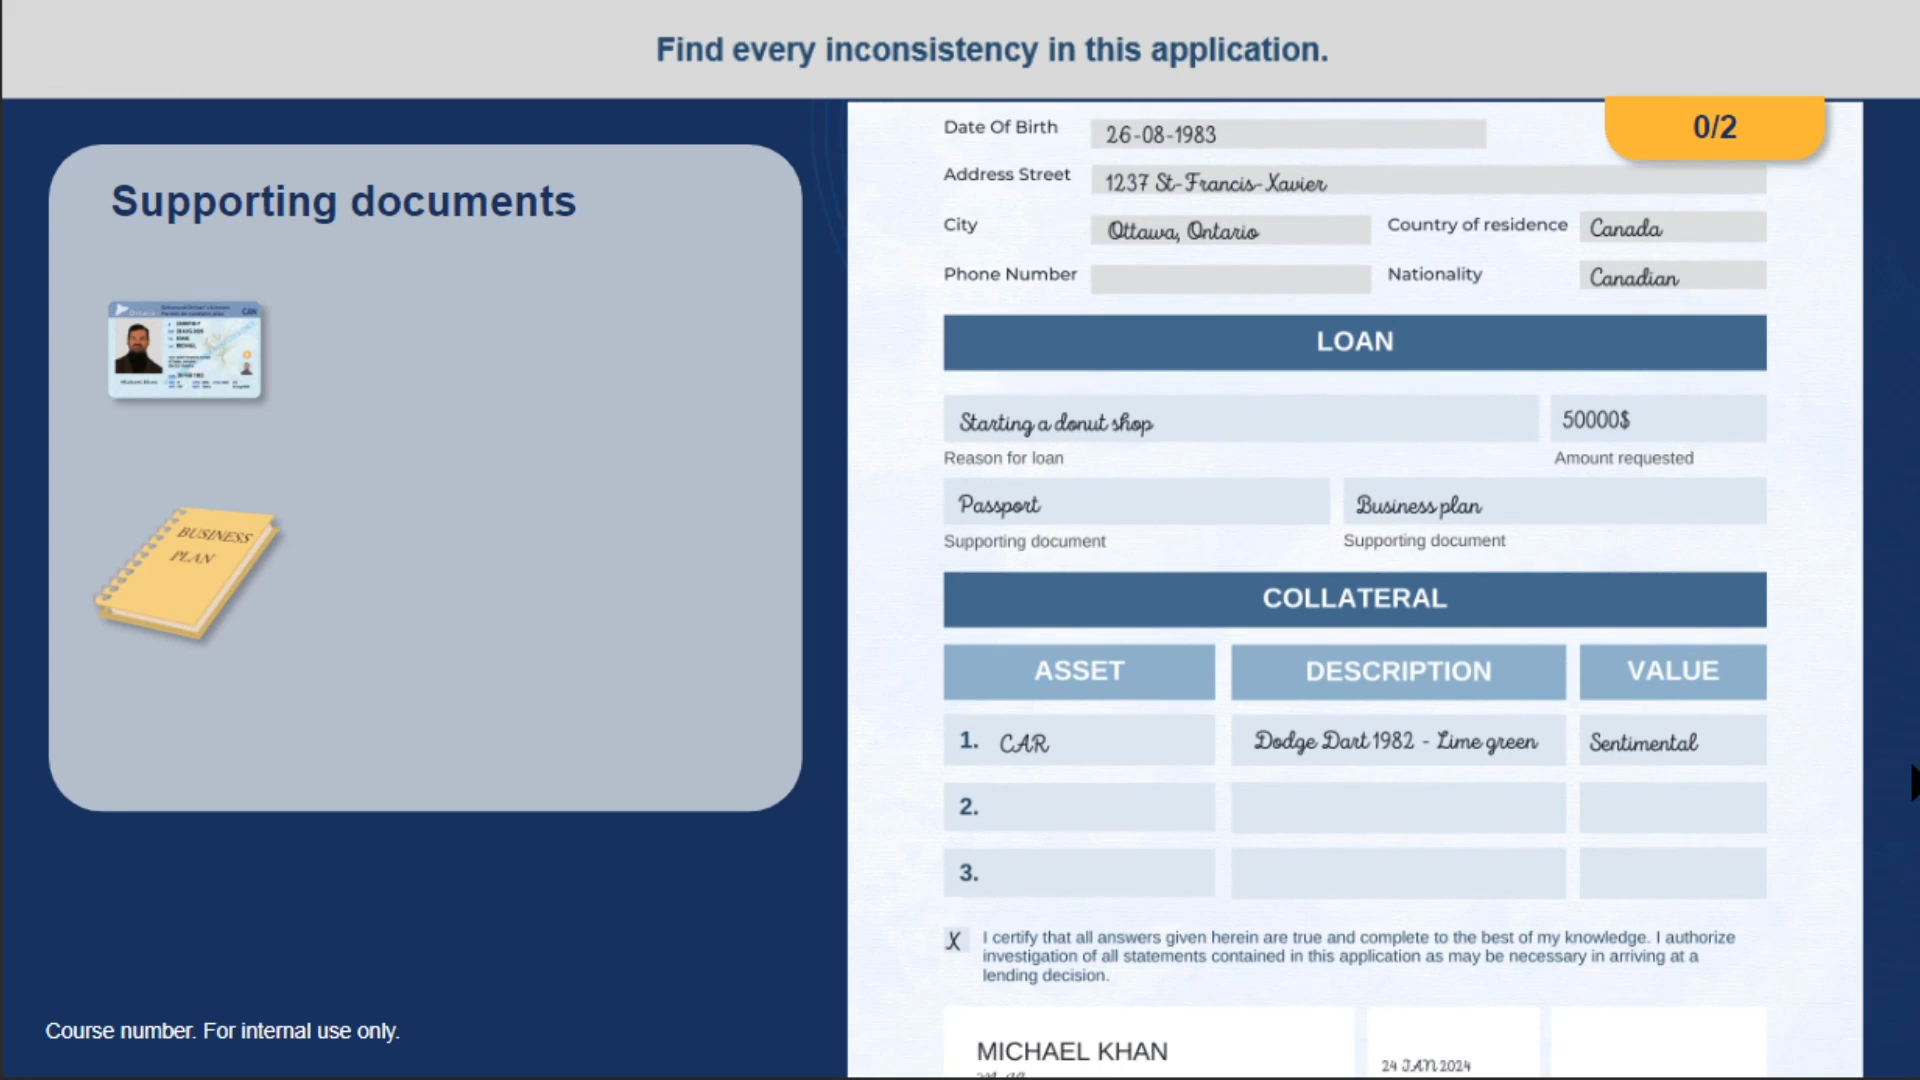 Find every inconsistency in this application.
0/2
Supporting documents
CAN
BUSINESS
PLAN
Course number. For internal use only.
Date Of Birth 26-08-1983
Address Street 1237 St-Francis-Xavier
City Ottawa, Ontario Country of residence Canada
Phone Number Nationality Canadian
LOAN
Starting a donut shop 50000$
Reason for loan Amount requested
Passport Business plan
Supporting document Supporting document
COLLATERAL
ASSET DESCRIPTION VALUE
1. CAR Dodge Dart 1982 - Lime green Sentimental
2.
3.
X I certify that all answers given herein are true and complete to the best of my knowledge. I authorize
investigation of all statements contained in this application as may be necessary in arriving at a
lending decision.
MICHAEL KHAN
24 JAN 2024